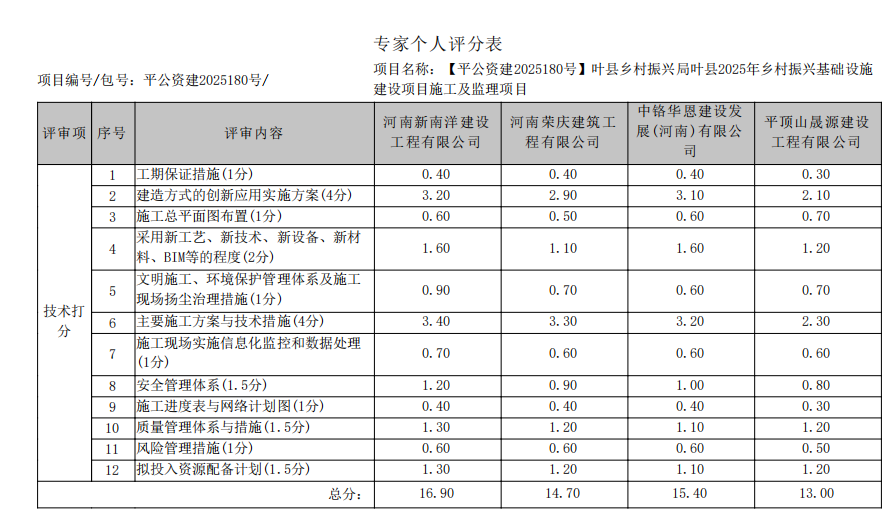 专家个人评分表
项目编号/包号：平公资建2025180号/
项目名称：【平公资建2025180号】叶县乡村振兴局叶县2025年乡村振兴基础设施
建设项目施工及监理项目
评审项 序号 评审内容 河南新南洋建设工程有限公司 河南荣庆建筑工程有限公司 中铬华恩建设发展(河南)有限公司 平顶山晟源建设工程有限公司
技术打分
1 工期保证措施(1分) 0.40 0.40 0.40 0.30
2 建造方式的创新应用实施方案(4分) 3.20 2.90 3.10 2.10
3 施工总平面图布置(1分) 0.60 0.50 0.60 0.70
4 采用新工艺、新技术、新设备、新材料、BIM等的程度(2分) 1.60 1.10 1.60 1.20
5 文明施工、环境保护管理体系及施工现场扬尘治理措施(1分) 0.90 0.70 0.60 0.70
6 主要施工方案与技术措施(4分) 3.40 3.30 3.20 2.30
7 施工现场实施信息化监控和数据处理(1分) 0.70 0.60 0.60 0.60
8 安全管理体系(1.5分) 1.20 0.90 1.00 0.80
9 施工进度表与网络计划图(1分) 0.40 0.40 0.40 0.30
10 质量管理体系与措施(1.5分) 1.30 1.20 1.10 1.20
11 风险管理措施(1分) 0.60 0.60 0.60 0.50
12 拟投入资源配备计划(1.5分) 1.30 1.20 1.10 1.20
总分： 16.90 14.70 15.40 13.00